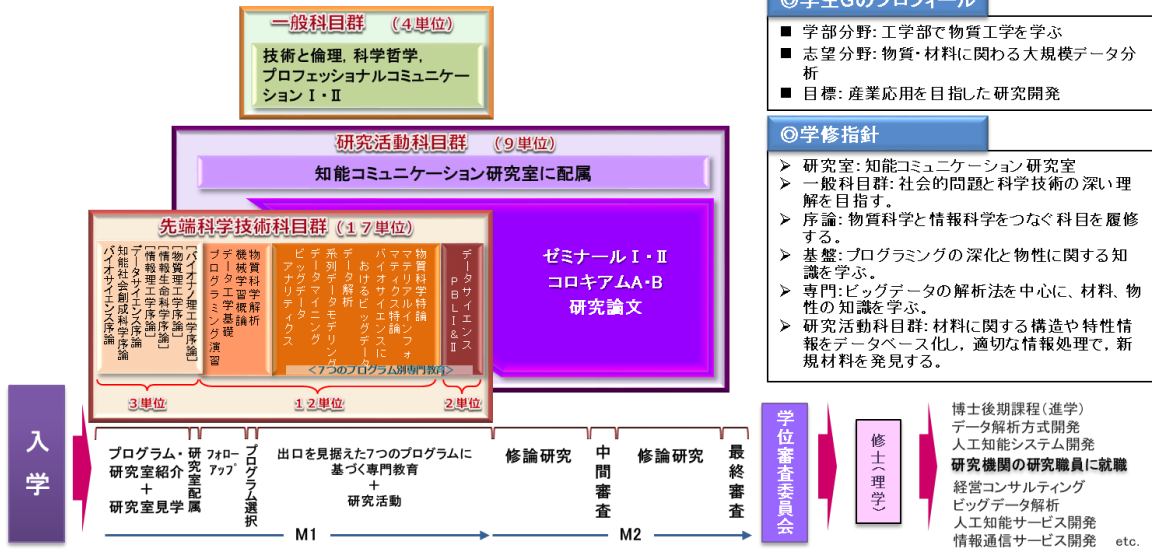 一般科目群 (4単位)
技術と倫理, 科学哲学,
プロフェッショナルコミュニケー
ションⅠ・Ⅱ
研究活動科目群 (9単位)
知能コミュニケーション研究室に配属
先端科学技術科目群(17単位)
[バイオナノ理工学序論]
[物質理工学序論]
[情報生命科学序論]
[情報理工学序論]
データサイエンス序論
知能社会創成科学序論
バイオサイエンス序論
物質科学解析
機械学習概論
データ工学基礎
プログラミング演習
物質科学特論
マテリアルインフォ
マティクス特論
バイオサイエンスに
おけるビッグデータ
データ解析
系列データモデリング
データマイニング
ビッグデータ
アナリティクス
データサイエンス
PBLⅠ&Ⅱ
<7つのプログラム別専門教育>
3単位
12単位
2単位
ゼミナールⅠ・Ⅱ
コロキアムA・B
研究論文
◎学生Gのプロフィール
■ 学部分野:工学部で物質工学を学ぶ
■ 志望分野:物質・材料に関わる大規模データ分
析
■ 目標:産業応用を目指した研究開発
◎学修指針
➢ 研究室:知能コミュニケーション研究室
➢ 一般科目群:社会的問題と科学技術の深い理
解を目指す。
➢ 序論:物質科学と情報科学をつなぐ科目を履修
する。
➢ 基盤:プログラミングの深化と物性に関する知
識を学ぶ。
➢ 専門:ビッグデータの解析法を中心に、材料、物
性の知識を学ぶ。
➢ 研究活動科目群:材料に関する構造や特性情
報をデータベース化し,適切な情報処理で,新
規材料を発見する。
入学
プログラム・
研究室紹介
+
研究室見学
研究室配属
フォロー
アップ
プログラム選択
出口を見据えた7つのプログラムに
基づく専門教育
+
研究活動
修論研究
中間審査
修論研究
最終審査
M1
M2
学位審査委員会
修士(理学)
博士後期課程(進学)
データ解析方式開発
人工知能システム開発
研究機関の研究職員に就職
経営コンサルティング
ビッグデータ解析
人工知能サービス開発
情報通信サービス開発 etc.